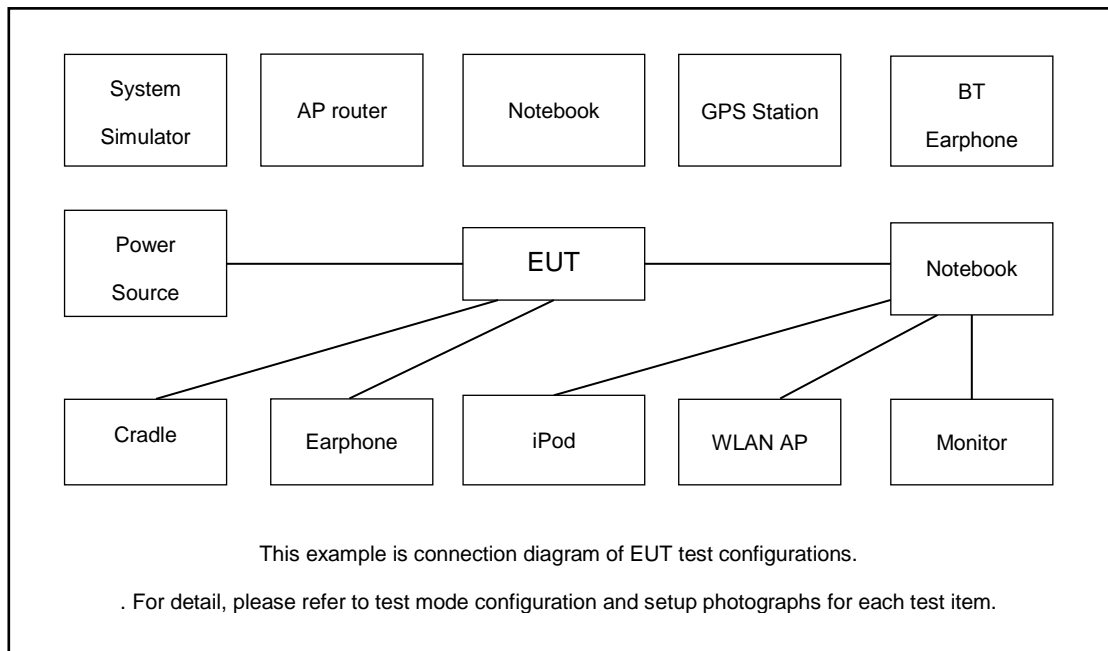 System
Simulator
AP router
Notebook
GPS Station
BT
Earphone
Power
Source
EUT
Notebook
Cradle
Earphone
iPod
WLAN AP
Monitor
This example is connection diagram of EUT test configurations.
. For detail, please refer to test mode configuration and setup photographs for each test item.